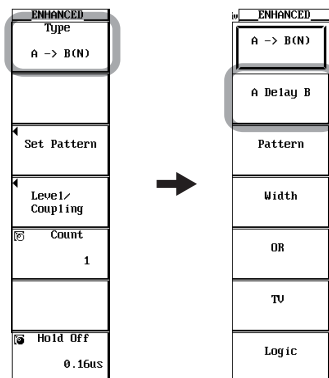 ENHANCED
Type
A -> B(N)
Set Pattern
Level/
Coupling
Count
1
Hold Off
0.16us
ENHANCED
A -> B(N)
A Delay B
Pattern
Width
OR
TV
Logic